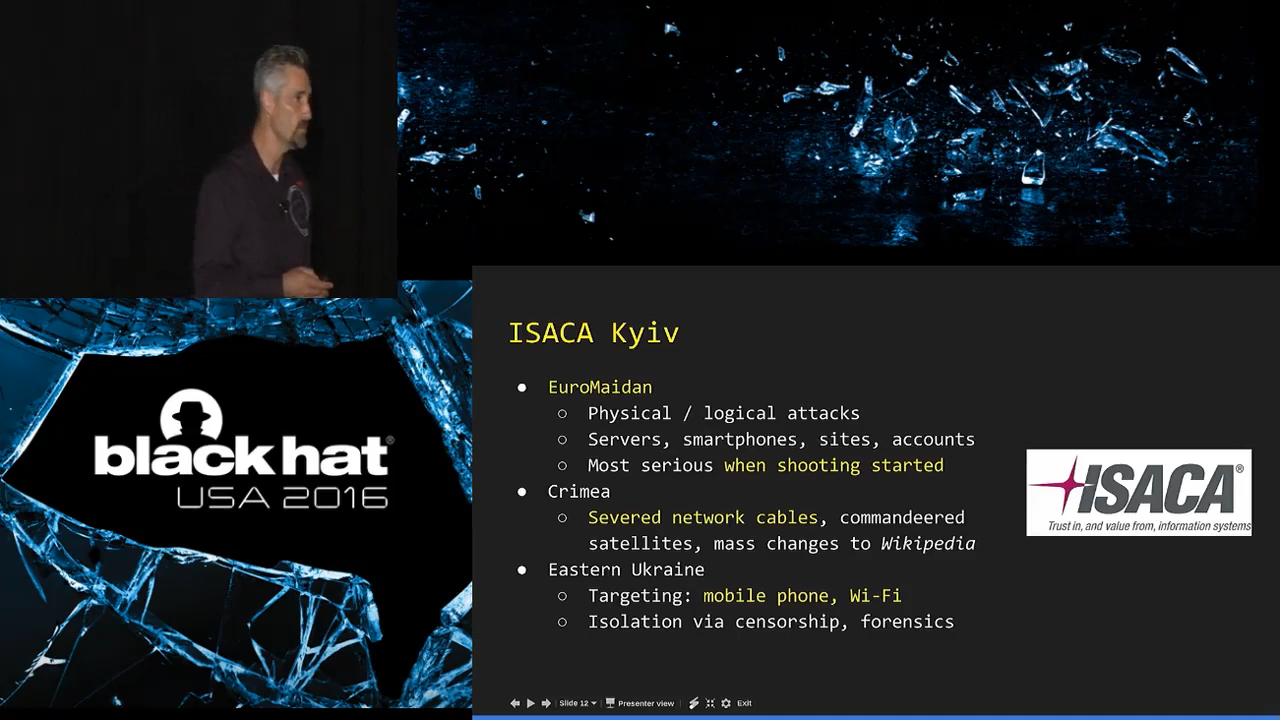 black hat®
USA 2016
ISACA Kyiv
● EuroMaidan
○ Physical / logical attacks
○ Servers, smartphones, sites, accounts
○ Most serious when shooting started
● Crimea
○ Severed network cables, commandeered
satellites, mass changes to Wikipedia
● Eastern Ukraine
○ Targeting: mobile phone, Wi-Fi
○ Isolation via censorship, forensics
ISACA®
Trust in, and value from, information systems
Slide 12 Presenter view Exit